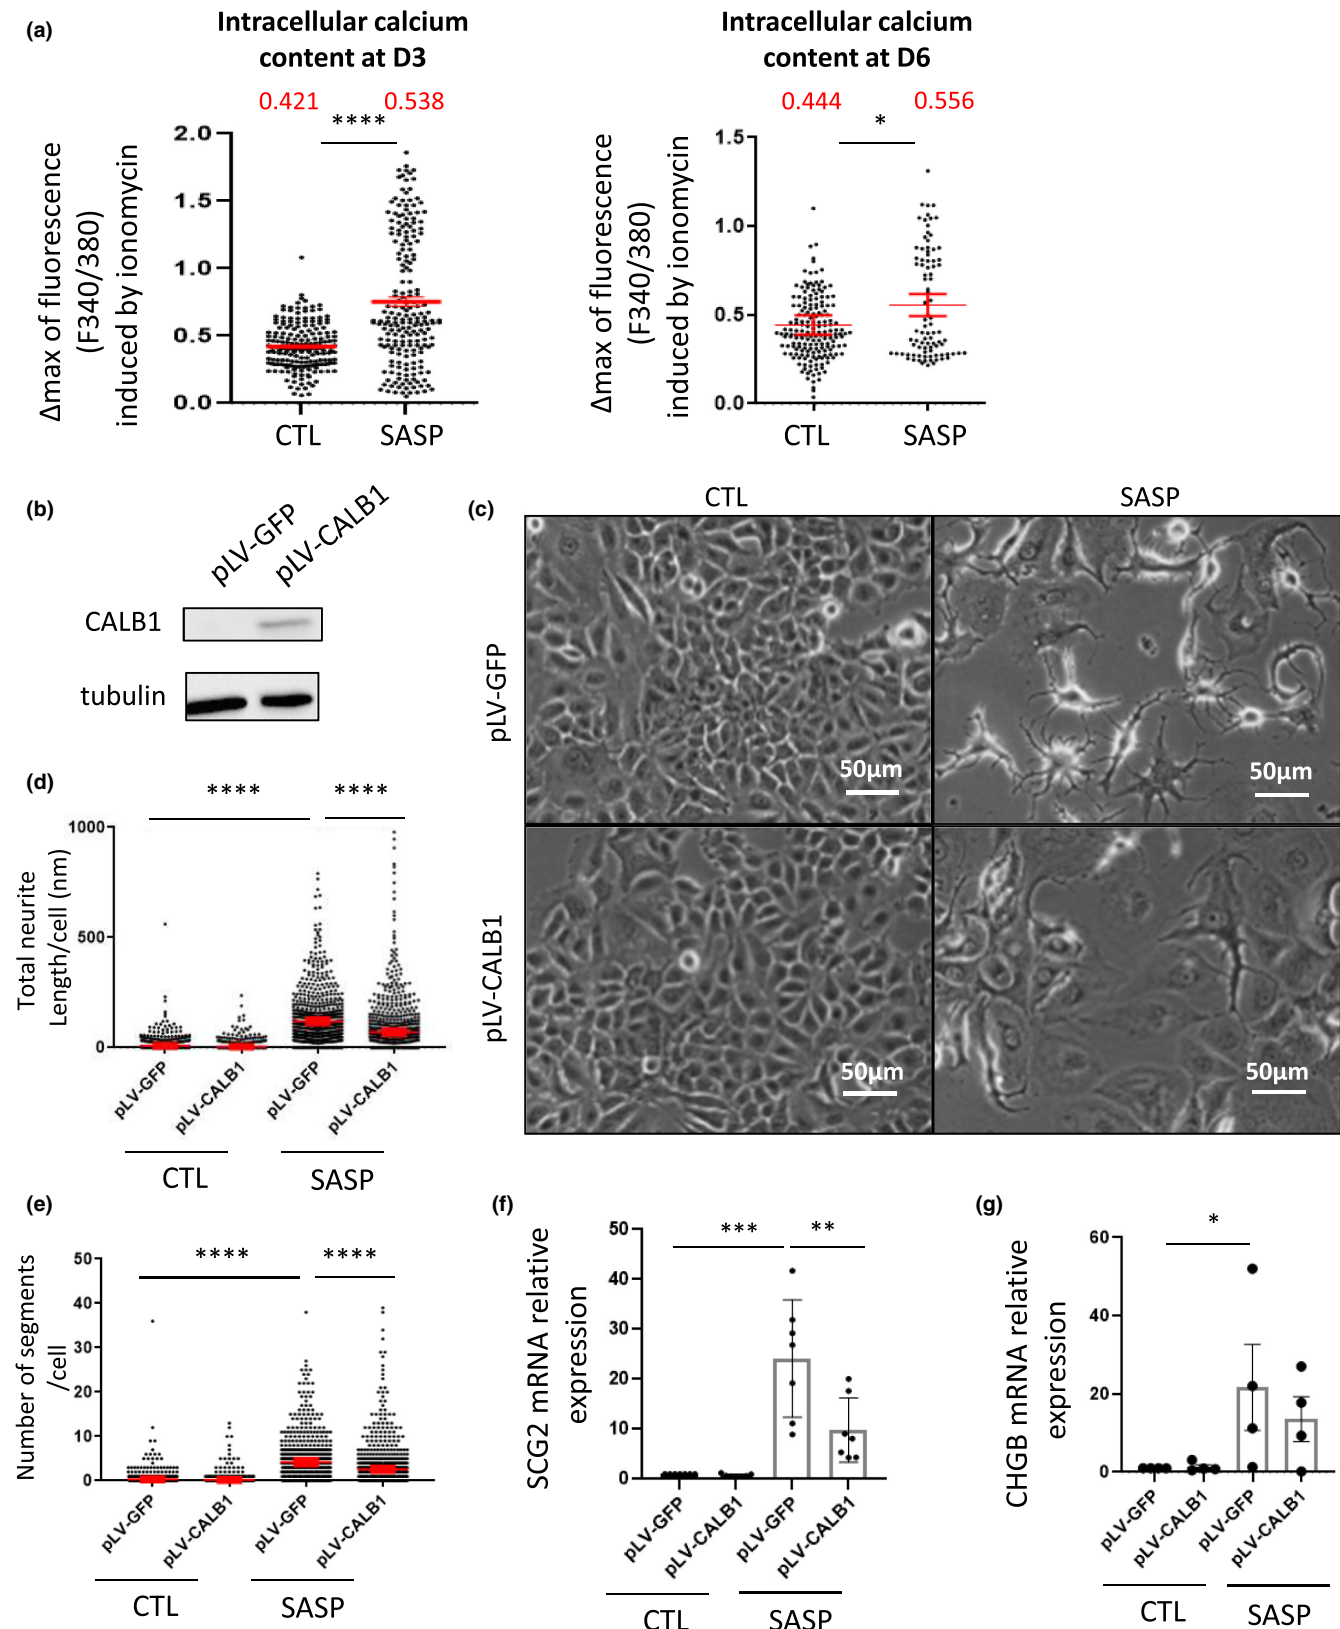 (a)
Intracellular calcium
content at D3
0.421 0.538
****
Δmax of fluorescence
(F340/380)
induced by ionomycin
2.0
1.5
1.0
0.5
0.0
CTL SASP
Intracellular calcium
content at D6
0.444 0.556
*
Δmax of fluorescence
(F340/380)
induced by ionomycin
1.5
1.0
0.5
0.0
CTL SASP
(b)
pLV-GFP
pLV-CALB1
CALB1
tubulin
(c)
CTL SASP
pLV-GFP
50µm
50µm
pLV-CALB1
50µm
50µm
(d)
**** ****
Total neurite
Length/cell (nm)
1000
500
0
pLV-GFP
pLV-CALB1
pLV-GFP
pLV-CALB1
CTL SASP
(e)
**** ****
Number of segments
/cell
50
40
30
20
10
0
pLV-GFP
pLV-CALB1
pLV-GFP
pLV-CALB1
CTL SASP
(f)
*** **
SCG2 mRNA relative
expression
50
40
30
20
10
0
pLV-GFP
pLV-CALB1
pLV-GFP
pLV-CALB1
CTL SASP
(g)
*
CHGB mRNA relative
expression
60
40
20
0
pLV-GFP
pLV-CALB1
pLV-GFP
pLV-CALB1
CTL SASP